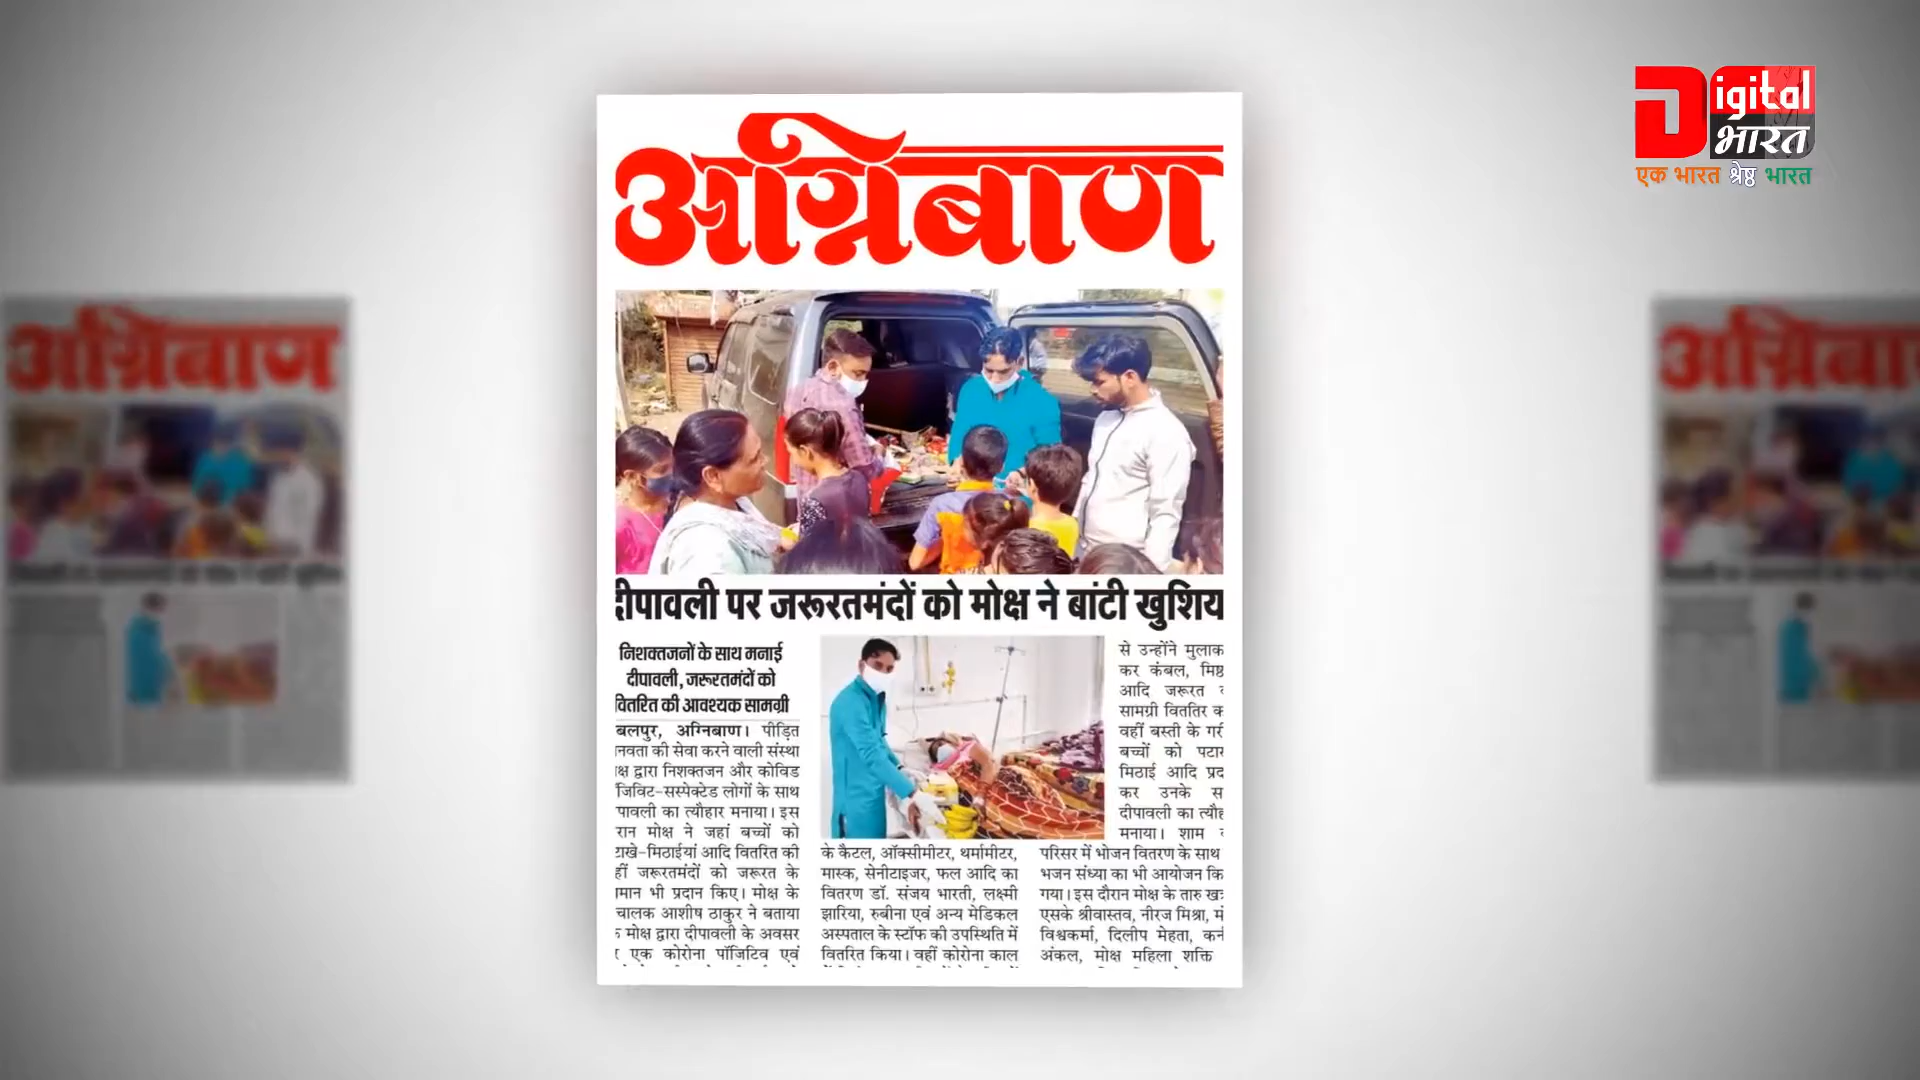 Digital
भारत
एक भारत श्रेष्ठ भारत
अग्निबाण
दीपावली पर जरूरतमंदों को मोक्ष ने बांटी खुशिय
निशक्तजनों के साथ मनाई
दीपावली, जरूरतमंदों को
वितरित की आवश्यक सामग्री
बलपुर, अग्निबाण। पीड़ित
नवता की सेवा करने वाली संस्था
क्ष द्वारा निशक्तजन और कोविड
जिविट-सस्पेक्टेड लोगों के साथ
पावली का त्यौहार मनाया। इस
रान मोक्ष ने जहां बच्चों को
टाखे-मिठाईयां आदि वितरित की
हीं जरूरतमंदों को जरूरत के
मान भी प्रदान किए। मोक्ष के
चालक आशीष ठाकुर ने बताया
मोक्ष द्वारा दीपावली के अवसर
एक कोरोना पॉजिटिव एवं
के कैटल, ऑक्सीमीटर, थर्मामीटर,
मास्क, सेनीटाइजर, फल आदि का
वितरण डॉ. संजय भारती, लक्ष्मी
झारिया, रुबीना एवं अन्य मेडिकल
अस्पताल के स्टॉफ की उपस्थिति में
वितरित किया। वहीं कोरोना काल
से उन्होंने मुलाक
कर कंबल, मिष्ठ
आदि जरूरत
सामग्री विततिर क
वहीं बस्ती के गरी
बच्चों को पटाख
मिठाई आदि प्रद
कर उनके स
दीपावली का त्यौह
मनाया। शाम
परिसर में भोजन वितरण के साथ
भजन संध्या का भी आयोजन कि
गया। इस दौरान मोक्ष के तारु खत्
एसके श्रीवास्तव, नीरज मिश्रा, म
विश्वकर्मा, दिलीप मेहता, कन
अंकल, मोक्ष महिला शक्ति